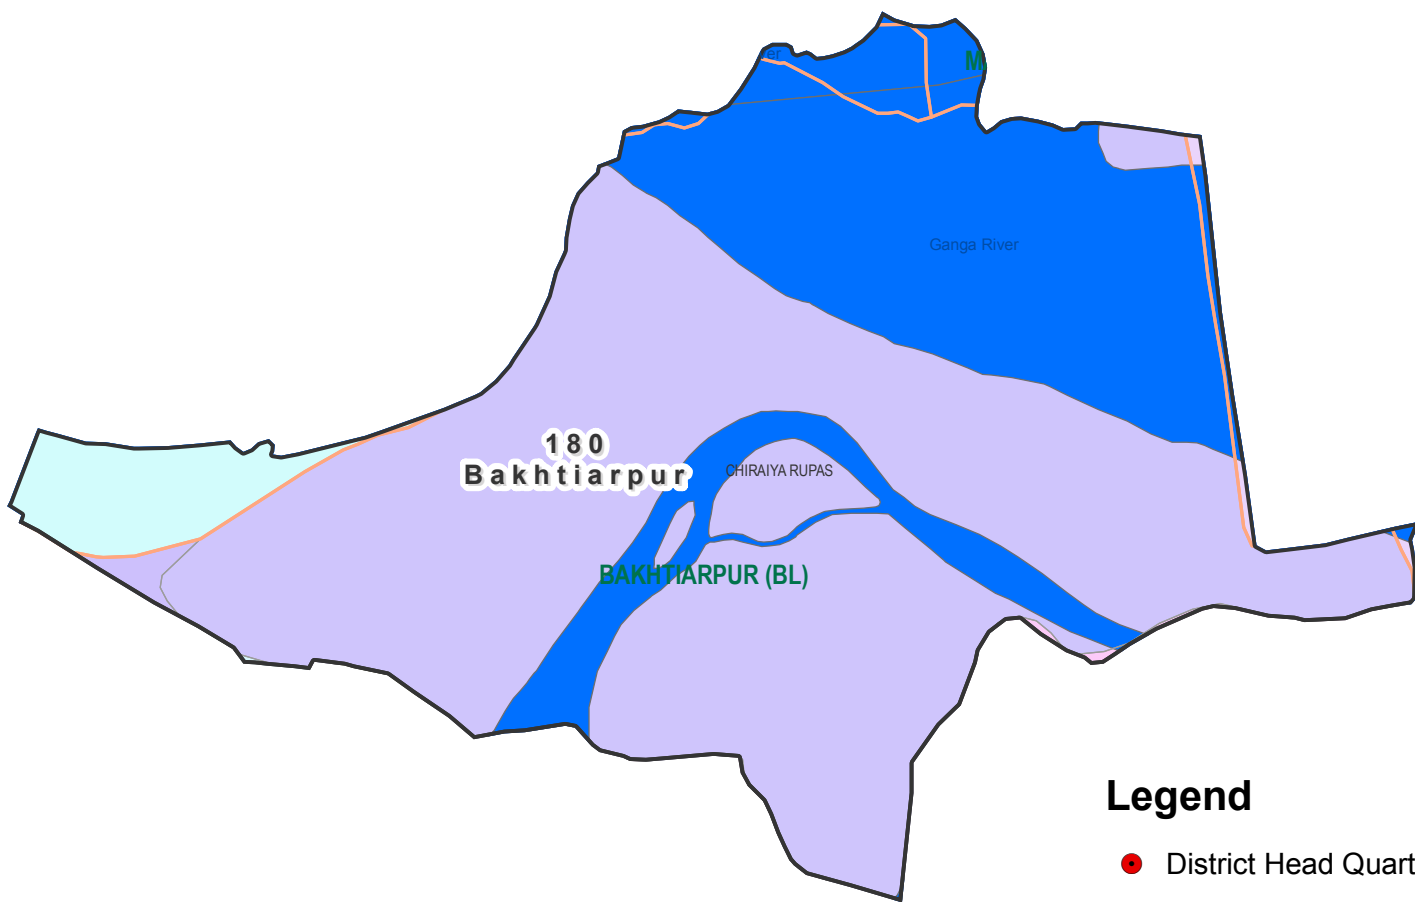 M
Ganga River
180
Bakhtiarpur
CHIRAIYA RUPAS
BAKHTIARPUR (BL)
Legend
District Head Quart